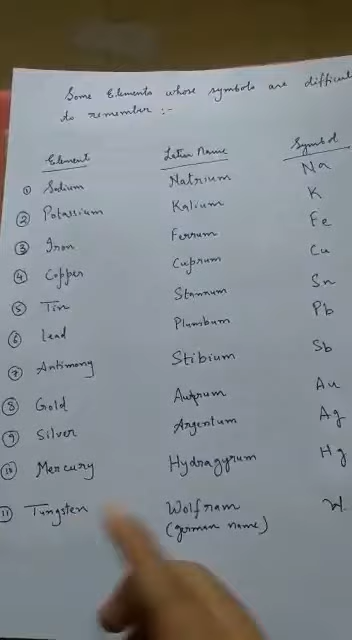 Some Elements whose symbols are difficult
to remember :-
Element Latin Name Symbol
① Sodium Natrium Na
② Potassium Kalium K
③ Iron Ferrum Fe
④ Copper Cuprum Cu
⑤ Tin Stannum Sn
⑥ Lead Plumbum Pb
⑦ Antimony Stibium Sb
⑧ Gold Aurum Au
⑨ Silver Argentum Ag
⑩ Mercury Hydragyrum Hg
⑪ Tungsten Wolfram W.
(german name)